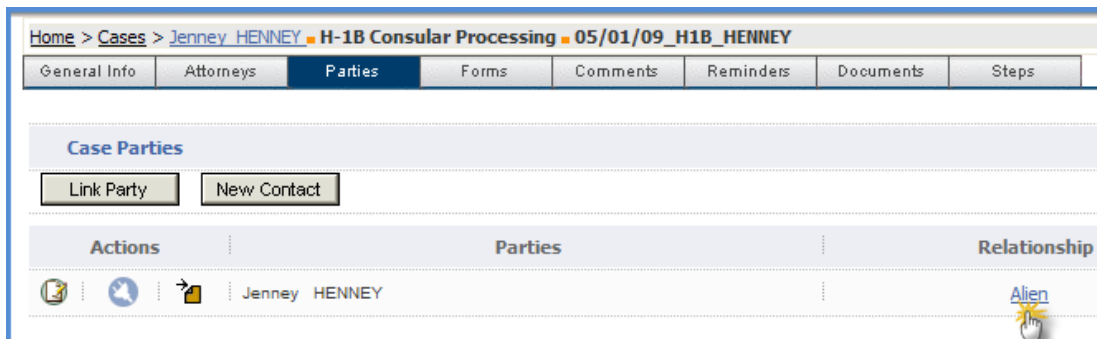 Home > Cases > Jenney HENNEY H-1B Consular Processing 05/01/09_H1B_HENNEY
General Info Attorneys Parties Forms Comments Reminders Documents Steps
Case Parties
Link Party New Contact
Actions Parties Relationship
Jenney HENNEY Alien